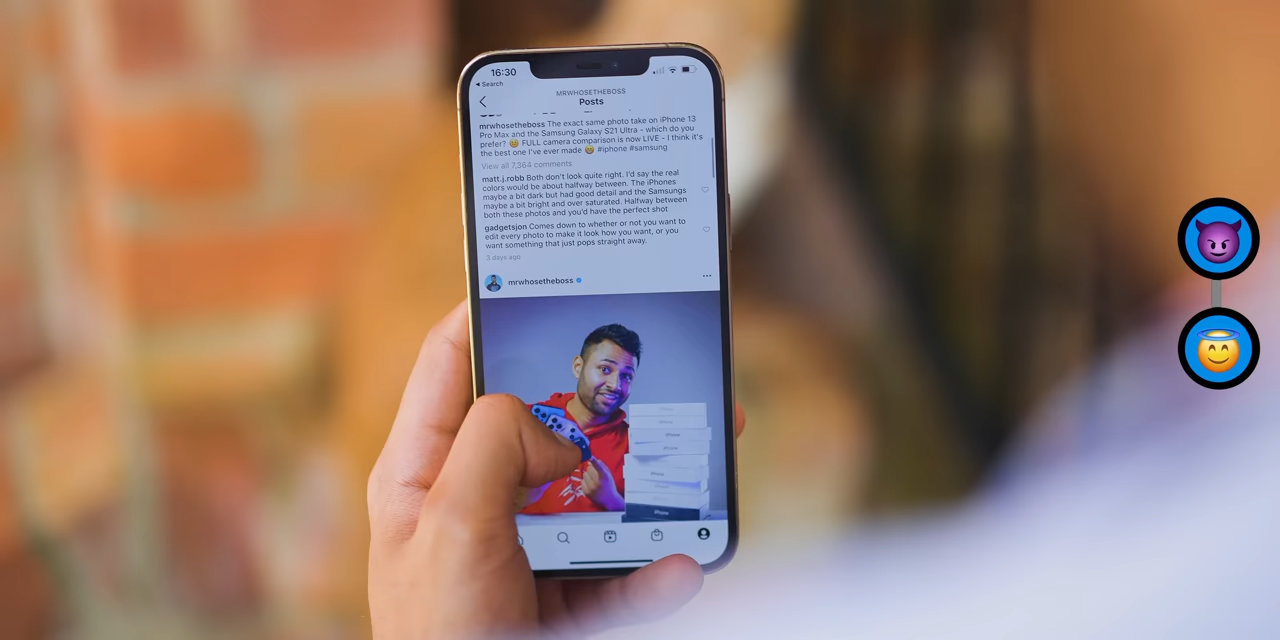 16:30
Search
MRWHOSETHEBOSS
Posts
mrwhosetheboss The exact same photo take on iPhone 13
Pro Max and the Samsung Galaxy S21 Ultra - which do you
prefer? 😊 FULL camera comparison is now LIVE - I think it's
the best one I've ever made 😊 #iphone #samsung
View all 7,364 comments
matt.j.robb Both don't look quite right. I'd say the real
colors would be about halfway between. The iPhones
maybe a bit dark but had good detail and the Samsungs
maybe a bit bright and over saturated. Halfway between
both these photos and you'd have the perfect shot
gadgetsjon Comes down to whether or not you want to
edit every photo to make it look how you want, or you
want something that just pops straight away.
3 days ago
mrwhosetheboss
iPhone
iPhone
iPhone
iPhone